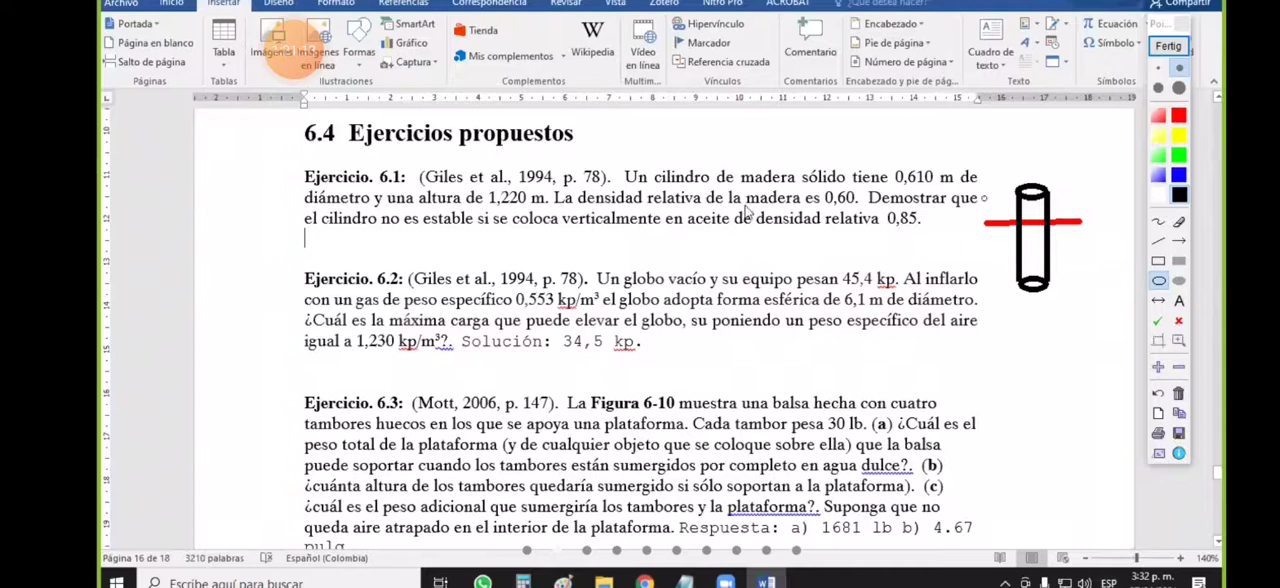 Archivo Inicio Insertar Diseño Formato Referencias Correspondencia Revisar Vista Zotero Nitro Pro ACROBAT ¿Qué desea hacer? Compartir
Portada
Página en blanco
Salto de página
Páginas
Tabla
Tablas
Imágenes
Imágenes en línea
Formas
SmartArt
Gráfico
Captura
Ilustraciones
Tienda
Mis complementos
Wikipedia
Complementos
Vídeo en línea
Multim...
Hipervínculo
Marcador
Referencia cruzada
Vínculos
Comentario
Comentarios
Encabezado
Pie de página
Número de página
Encabezado y pie de pág...
Cuadro de texto
Texto
Ecuación
Símbolo
Símbolos
Fertig
6.4 Ejercicios propuestos
Ejercicio. 6.1: (Giles et al., 1994, p. 78). Un cilindro de madera sólido tiene 0,610 m de
diámetro y una altura de 1,220 m. La densidad relativa de la madera es 0,60. Demostrar que
el cilindro no es estable si se coloca verticalmente en aceite de densidad relativa 0,85.
Ejercicio. 6.2: (Giles et al., 1994, p. 78). Un globo vacío y su equipo pesan 45,4 kp. Al inflarlo
con un gas de peso específico 0,553 kp/m³ el globo adopta forma esférica de 6,1 m de diámetro.
¿Cuál es la máxima carga que puede elevar el globo, su poniendo un peso específico del aire
igual a 1,230 kp/m³?. Solución: 34,5 kp.
Ejercicio. 6.3: (Mott, 2006, p. 147). La Figura 6-10 muestra una balsa hecha con cuatro
tambores huecos en los que se apoya una plataforma. Cada tambor pesa 30 lb. (a) ¿Cuál es el
peso total de la plataforma (y de cualquier objeto que se coloque sobre ella) que la balsa
puede soportar cuando los tambores están sumergidos por completo en agua dulce?. (b)
¿cuánta altura de los tambores quedaría sumergido si sólo soportan a la plataforma). (c)
¿cuál es el peso adicional que sumergiría los tambores y la plataforma?. Suponga que no
queda aire atrapado en el interior de la plataforma. Respuesta: a) 1681 lb b) 4.67
pulg
Página 16 de 18 3210 palabras Español (Colombia) 140%
Escribe aquí para buscar
ESP
3:32 p. m.